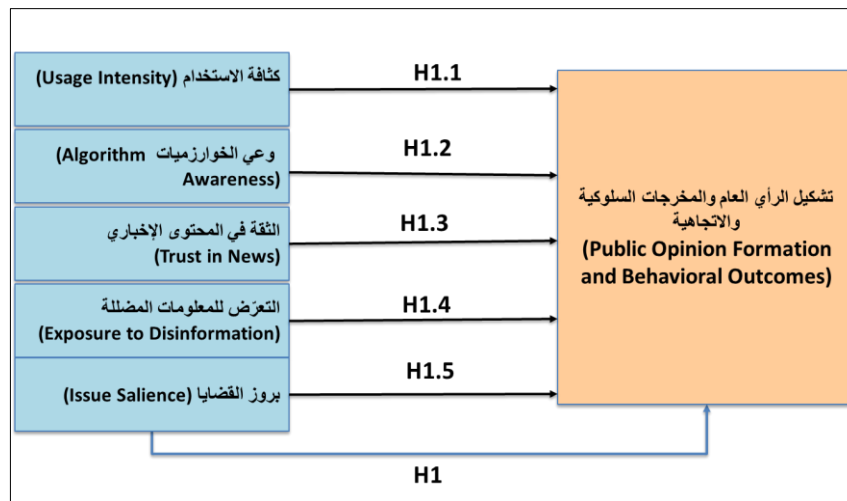 كثافة الاستخدام (Usage Intensity)
H1.1
وعي الخوارزميات (Algorithm
Awareness)
H1.2
الثقة في المحتوى الإخباري
(Trust in News)
H1.3
التعرّض للمعلومات المضللة
(Exposure to Disinformation)
H1.4
بروز القضايا (Issue Salience)
H1.5
تشكيل الرأي العام والمخرجات السلوكية
والاتجاهية
(Public Opinion Formation
and Behavioral Outcomes)
H1